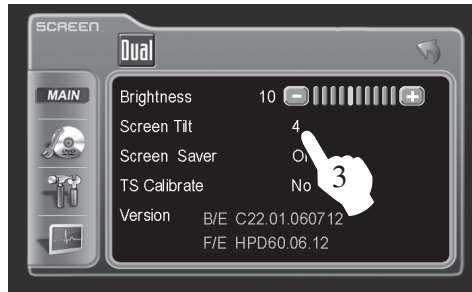 SCREEN
Dual
MAIN
Brightness 10
Screen Tilt 4
Screen Saver
TS Calibrate No
Version B/E C22.01.060712
F/E HPD60.06.12
3